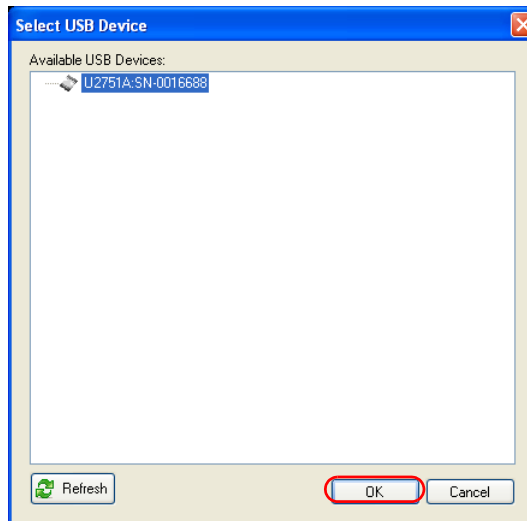 Select USB Device
Available USB Devices:
U2751A:SN-0016688
Refresh
OK
Cancel